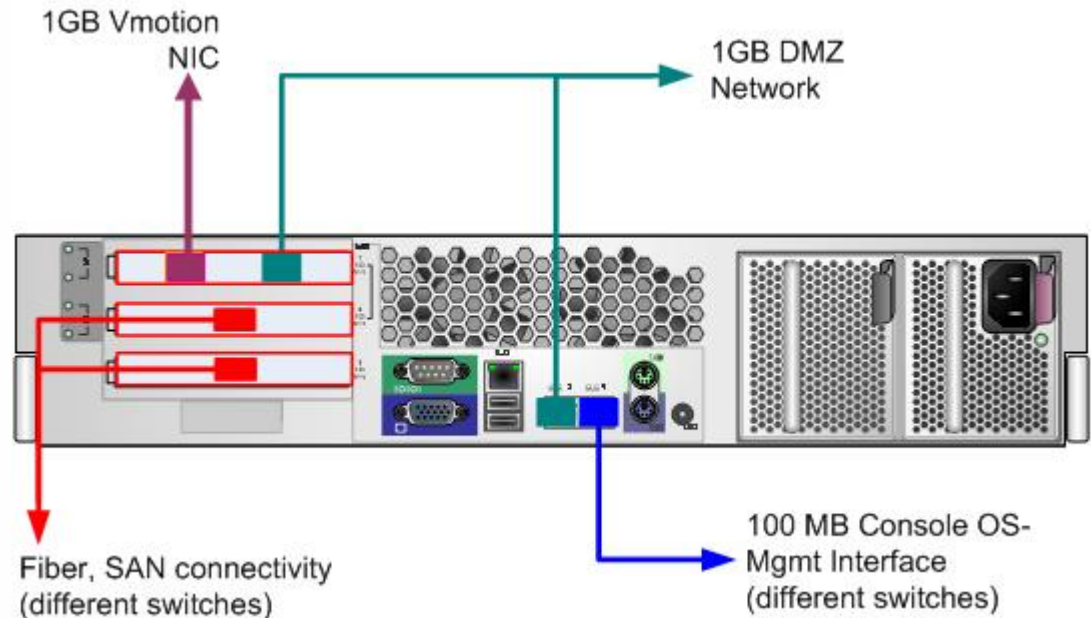 1GB Vmotion
NIC
1GB DMZ
Network
Fiber, SAN connectivity
(different switches)
100 MB Console OS-
Mgmt Interface
(different switches)